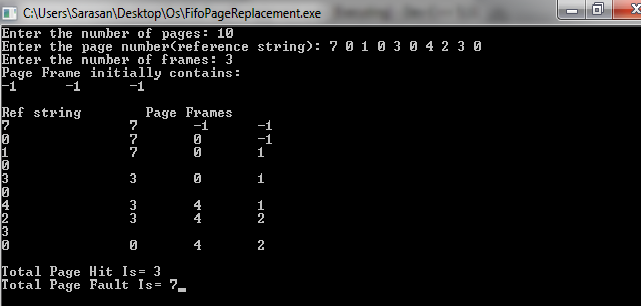 C:\Users\Sarasan\Desktop\Os\FifoPageReplacement.exe
Enter the number of pages: 10
Enter the page number(reference string): 7 0 1 0 3 0 4 2 3 0
Enter the number of frames: 3
Page Frame initially contains:
-1 -1 -1
Ref string Page Frames
7 7 -1 -1
0 7 0 -1
1 7 0 1
0
3 3 0 1
0
4 3 4 1
2 3 4 2
3
0 0 4 2
Total Page Hit Is= 3
Total Page Fault Is= 7_